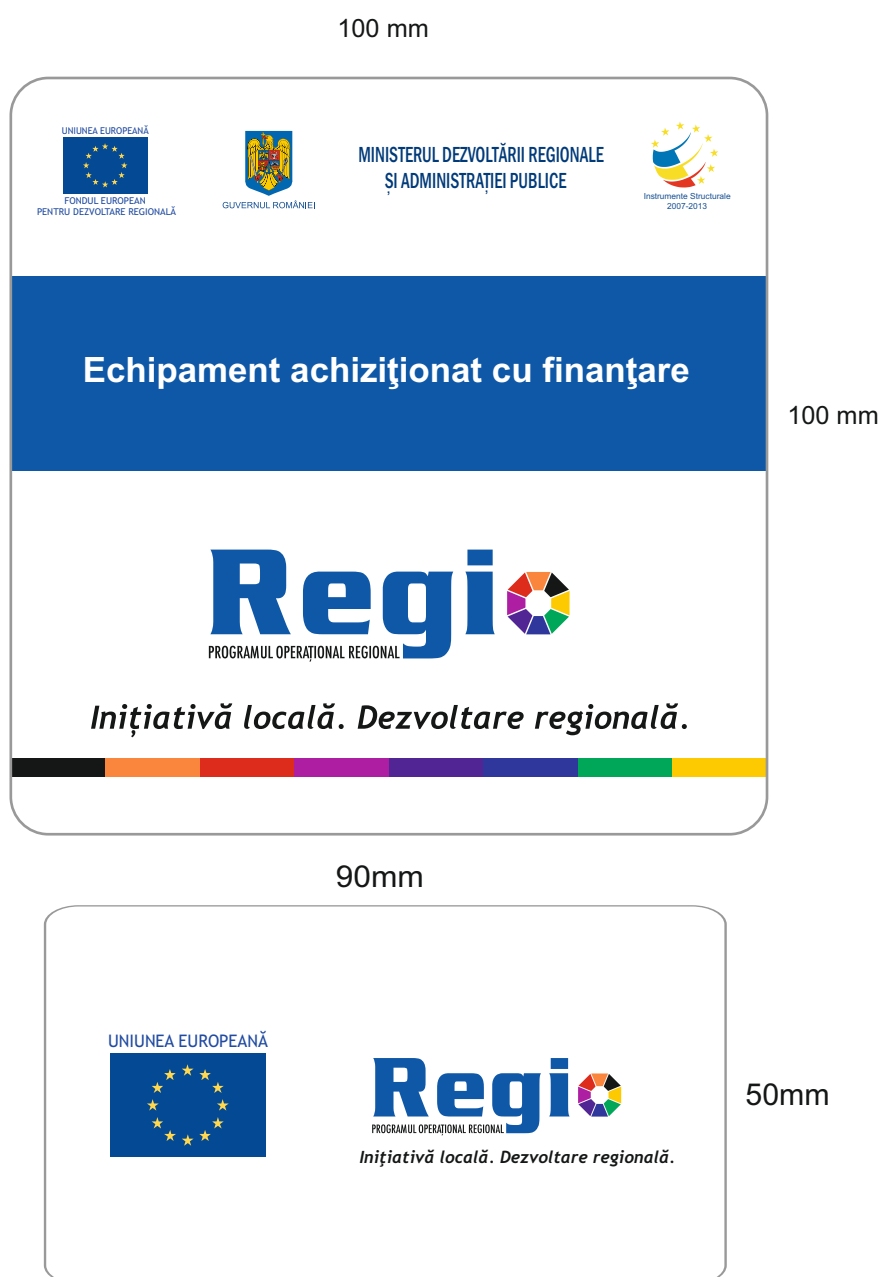 100 mm
UNIUNEA EUROPEANĂ
FONDUL EUROPEAN
PENTRU DEZVOLTARE REGIONALĂ
GUVERNUL ROMÂNIEI
MINISTERUL DEZVOLTĂRII REGIONALE
ȘI ADMINISTRAȚIEI PUBLICE
Instrumente Structurale
2007-2013
Echipament achiziţionat cu finanţare
100 mm
Regio
PROGRAMUL OPERAȚIONAL REGIONAL
Inițiativă locală. Dezvoltare regională.
90mm
UNIUNEA EUROPEANĂ
Regio
PROGRAMUL OPERAȚIONAL REGIONAL
Inițiativă locală. Dezvoltare regională.
50mm